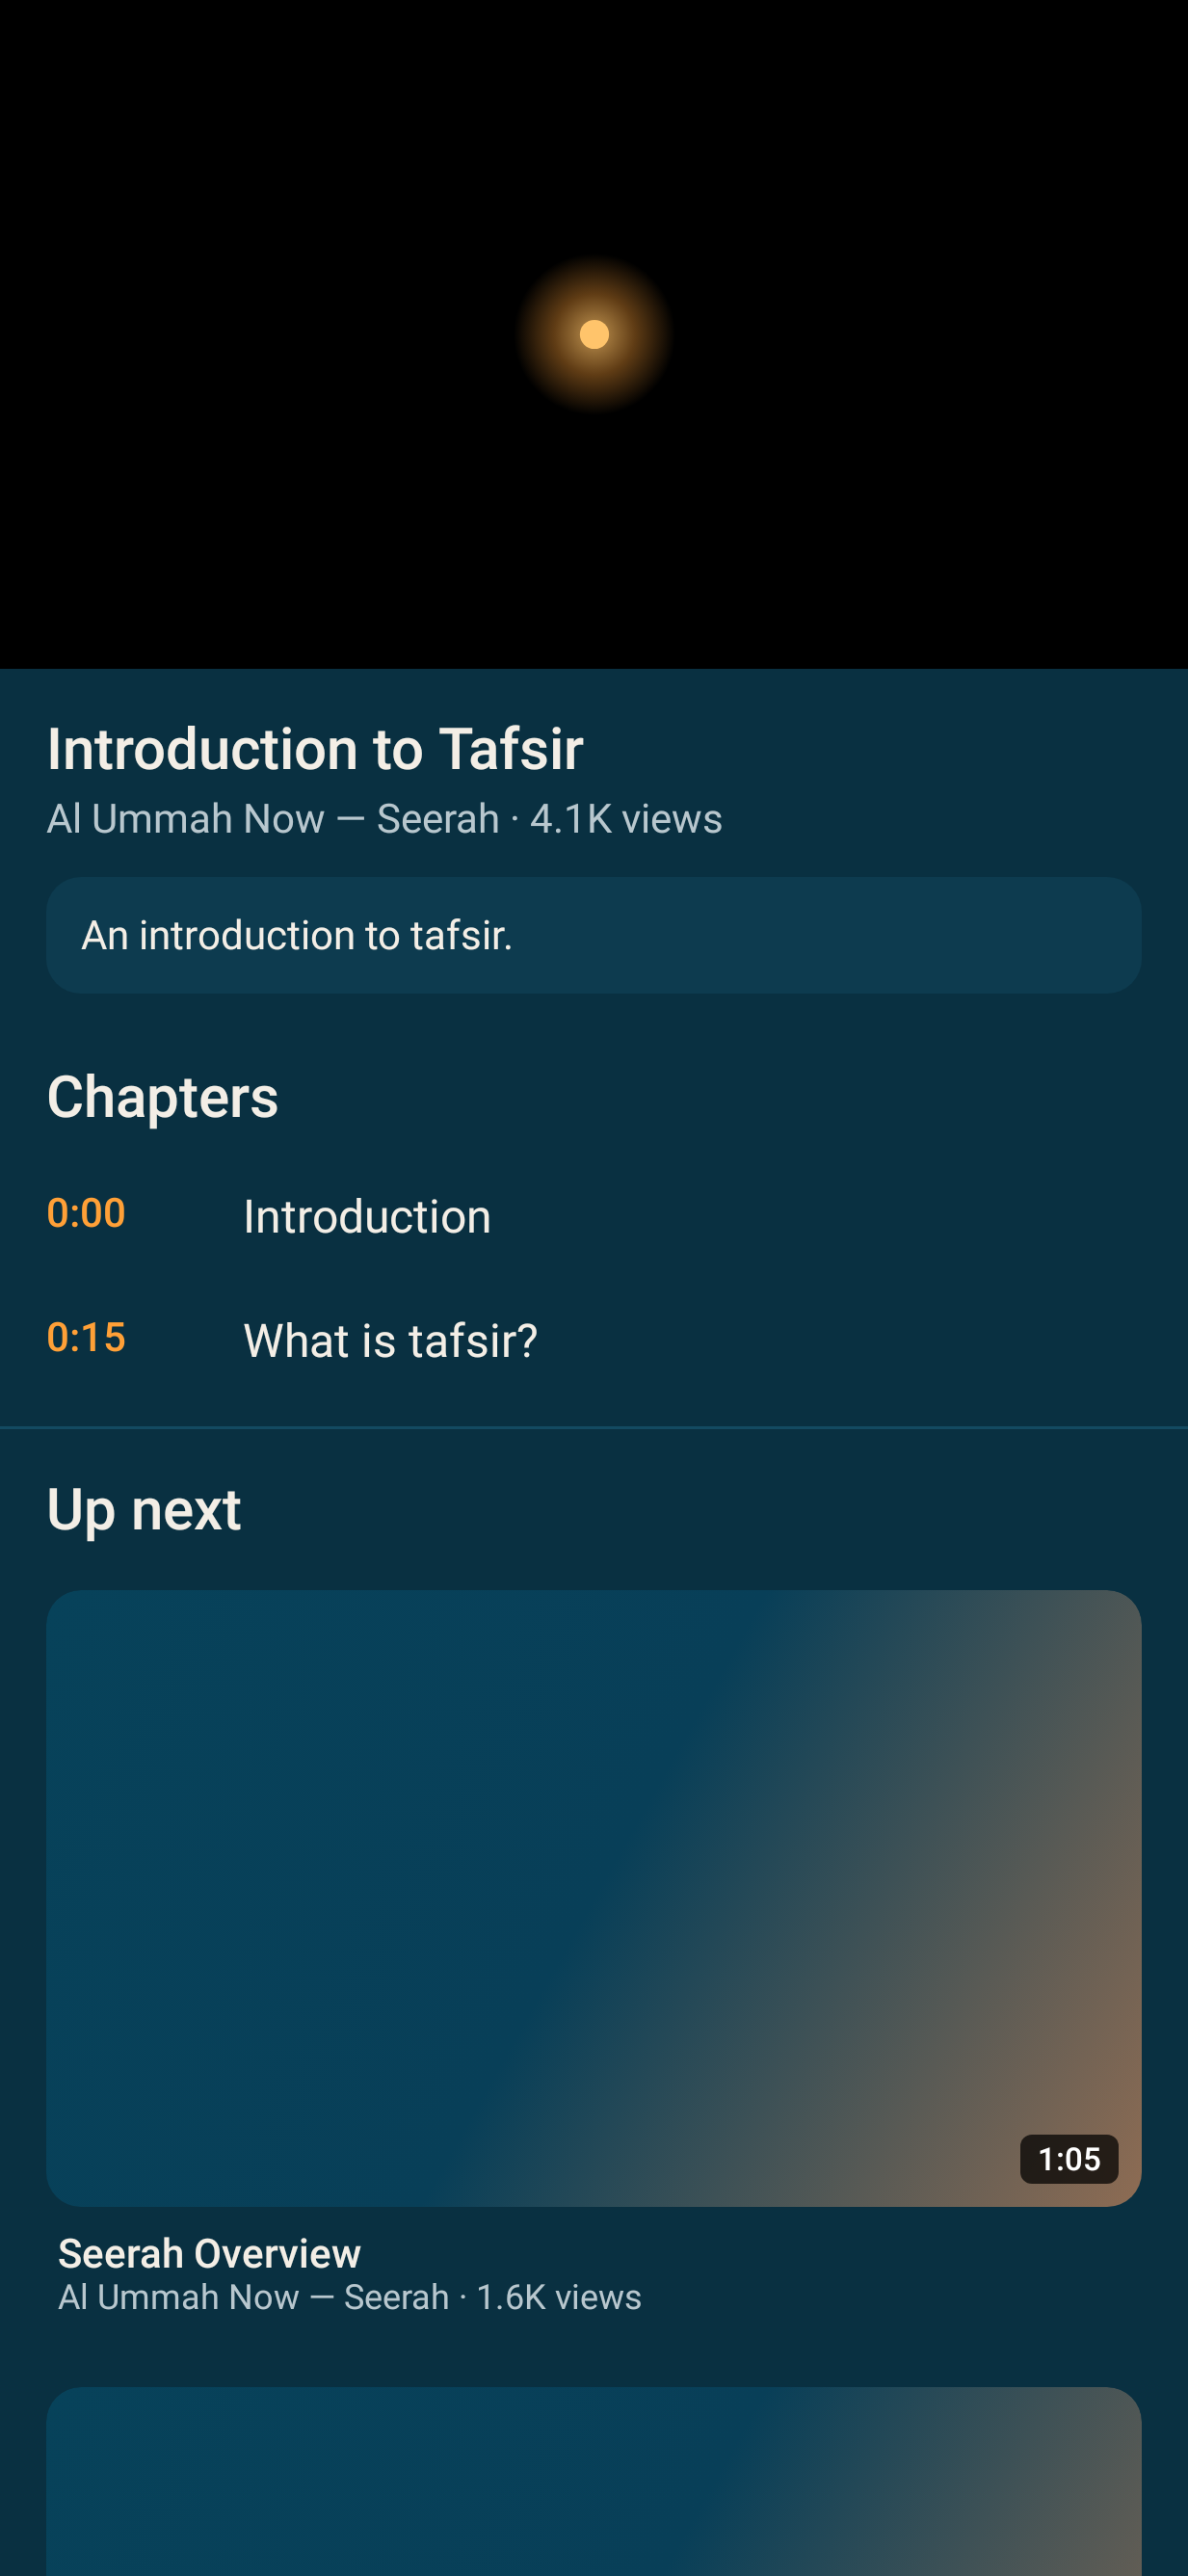 Introduction to Tafsir
Al Ummah Now — Seerah · 4.1K views
An introduction to tafsir.
Chapters
0:00 Introduction
0:15 What is tafsir?
Up next
1:05
Seerah Overview
Al Ummah Now — Seerah · 1.6K views